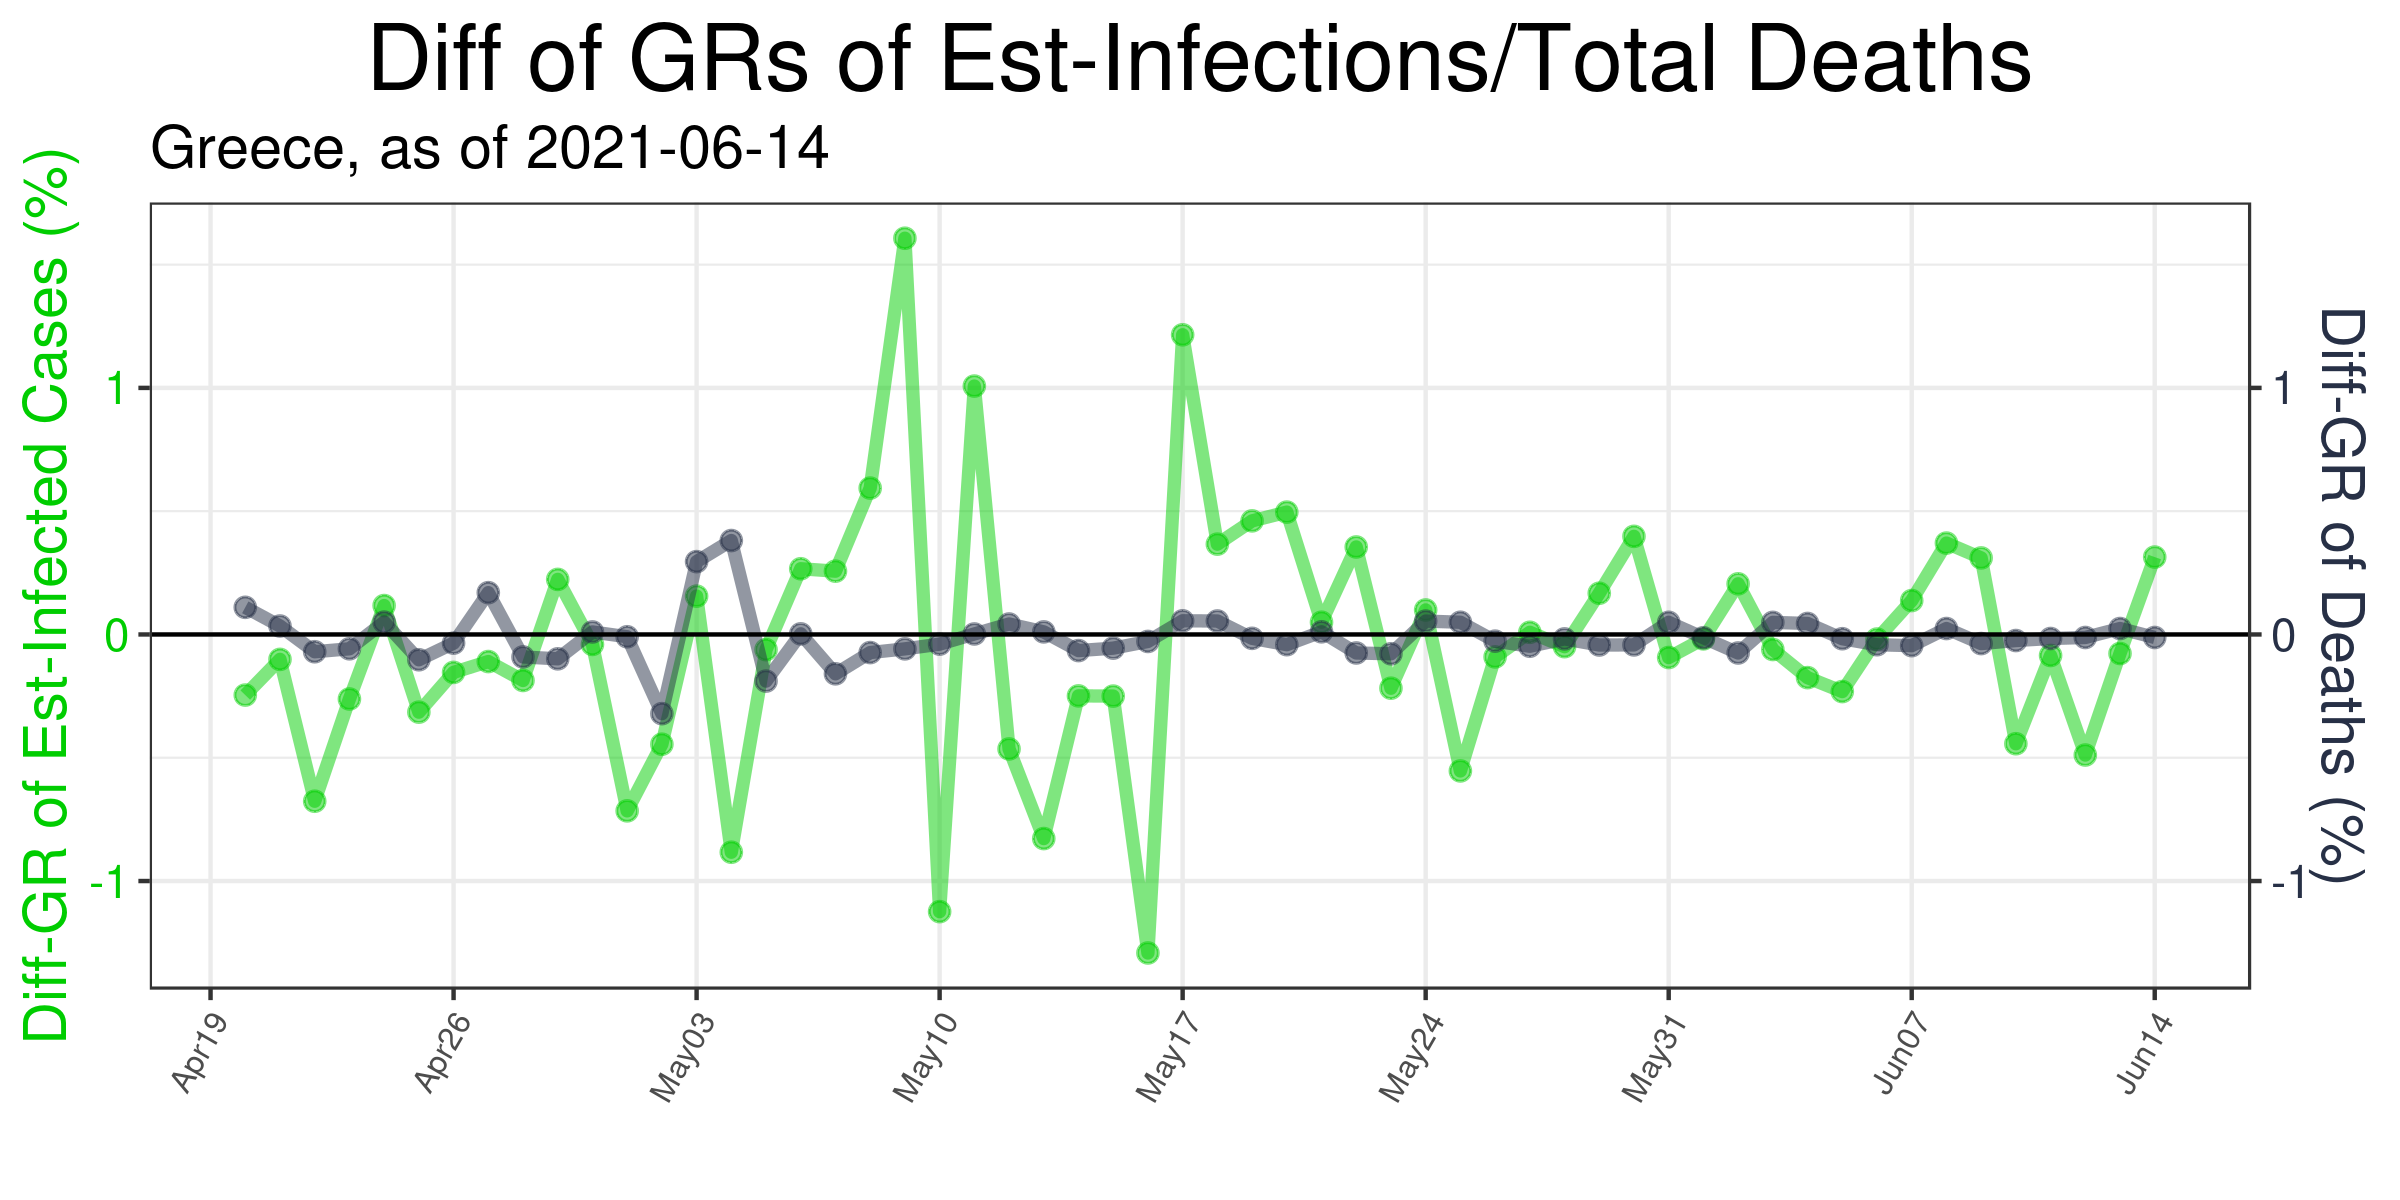 Diff of GRs of Est-Infections/Total Deaths
Greece, as of 2021-06-14
Diff-GR of Est-Infected Cases (%)
1
0
-1
1
0
-1
Diff-GR of Deaths (%)
Apr19
Apr26
May03
May10
May17
May24
May31
Jun07
Jun14